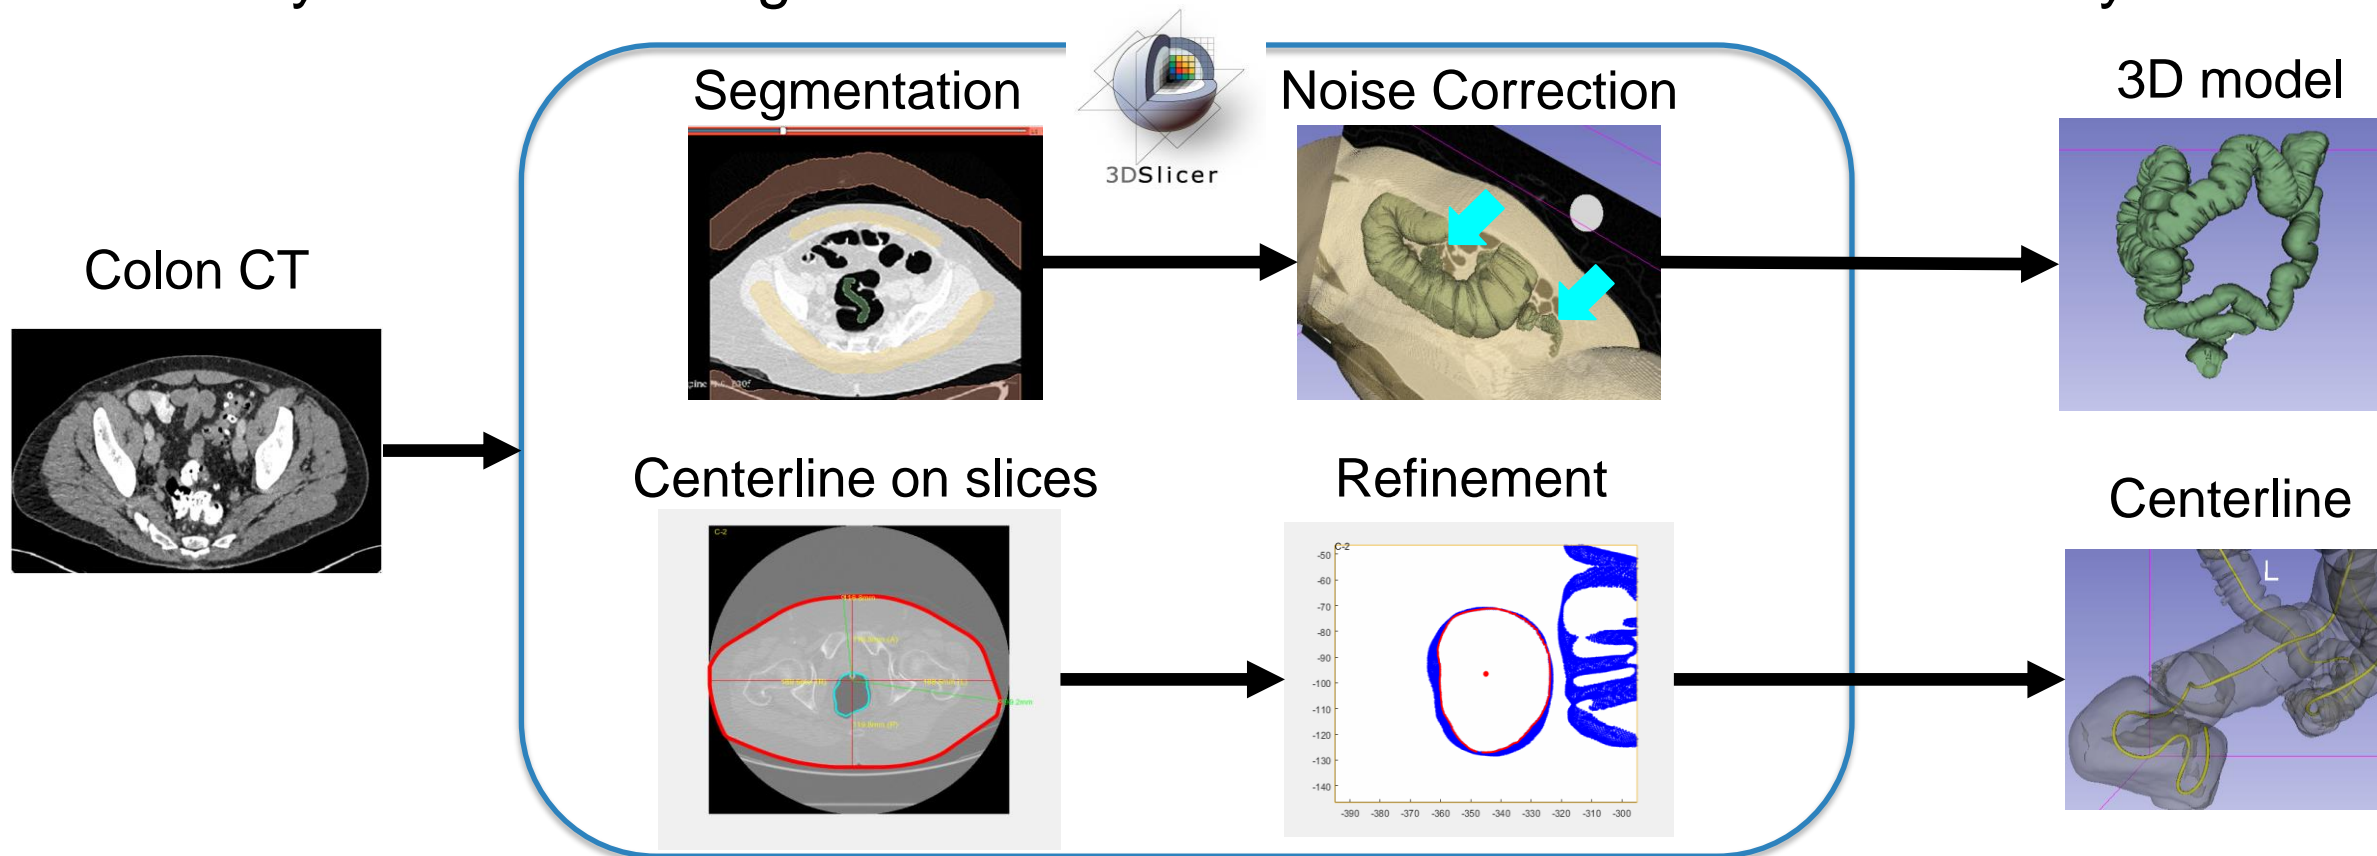 Segmentation
Noise Correction
3D model
3DSlicer
Colon CT
Centerline on slices
Refinement
Centerline
C-2
C-2
-50
-60
-70
-80
-90
-100
-110
-120
-130
-140
-390 -380 -370 -360 -350 -340 -330 -320 -310 -300
L